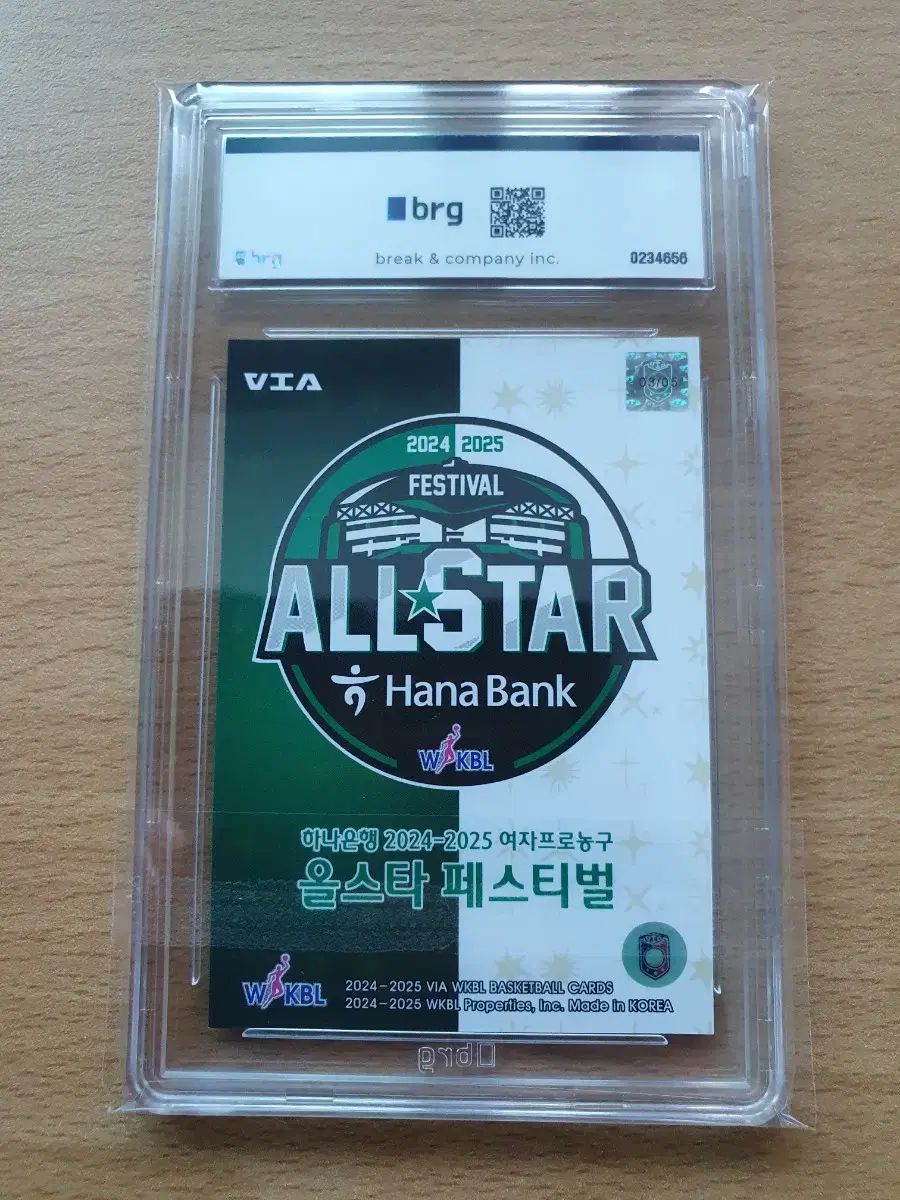 brg
brg
break & company inc.
0234656
VIA
03/05
2024 2025
FESTIVAL
ALL STAR
Hana Bank
WKBL
하나은행 2024-2025 여자프로농구
올스타 페스티벌
WKBL
2024-2025 VIA WKBL BASKETBALL CARDS
2024-2025 WKBL Properties, Inc. Made in KOREA
brg